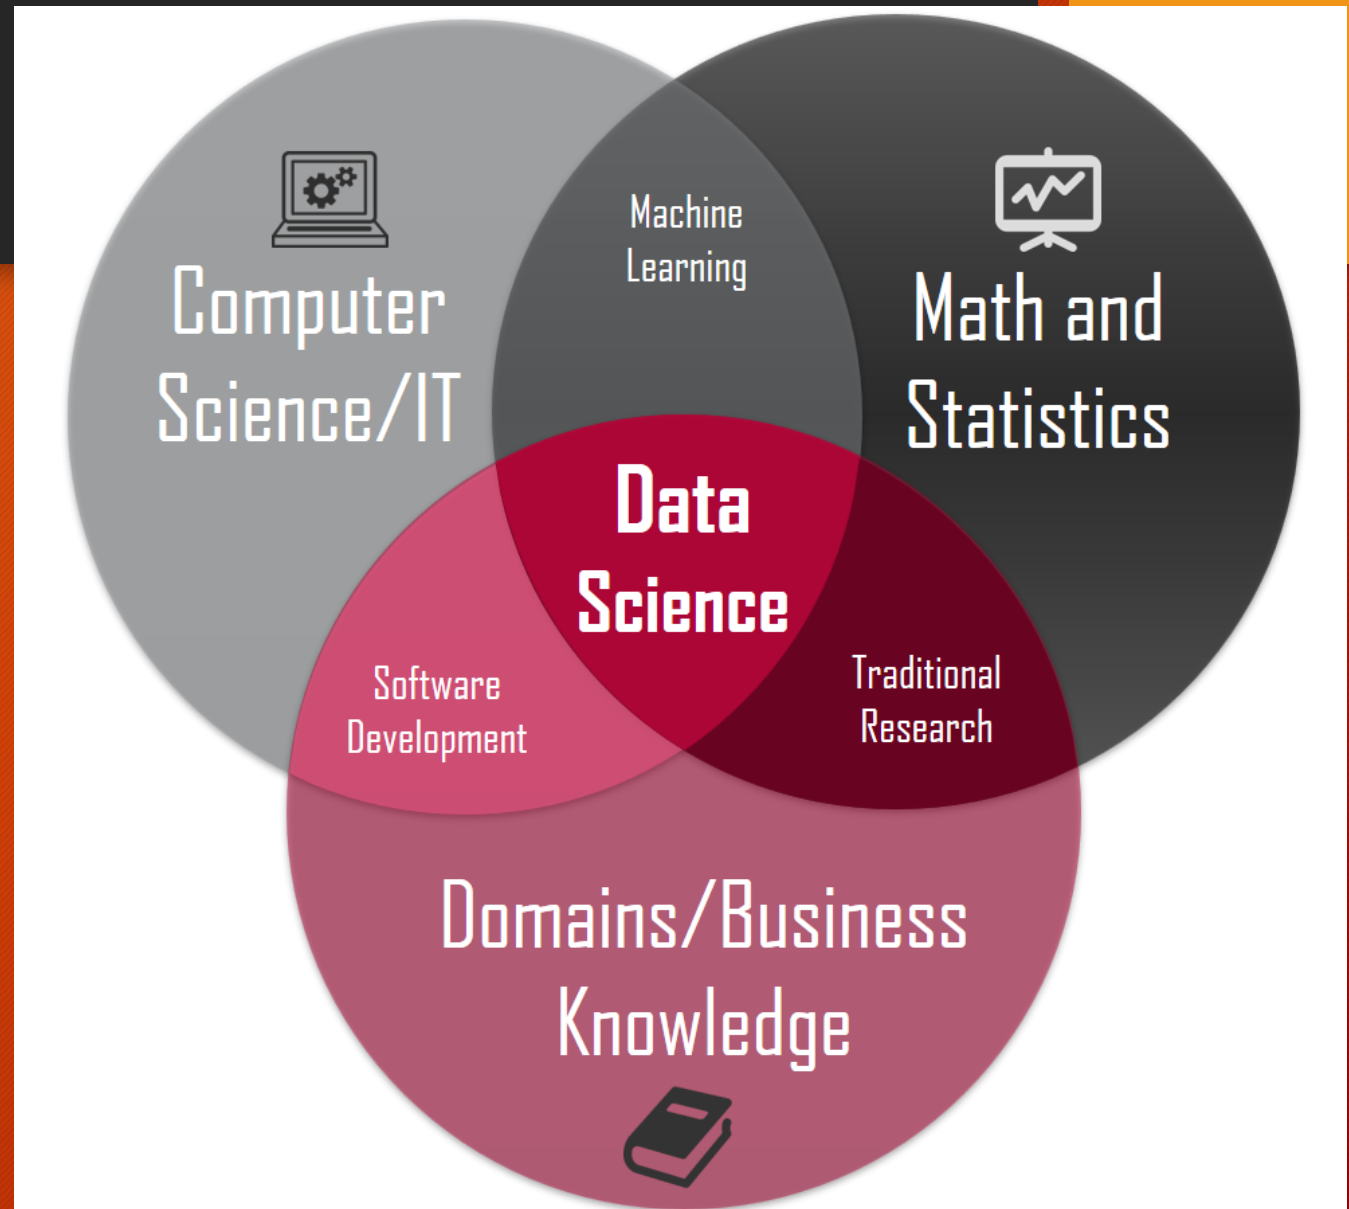 Machine
Learning
Computer
Science/IT
Math and
Statistics
Data
Science
Software
Development
Traditional
Research
Domains/Business
Knowledge